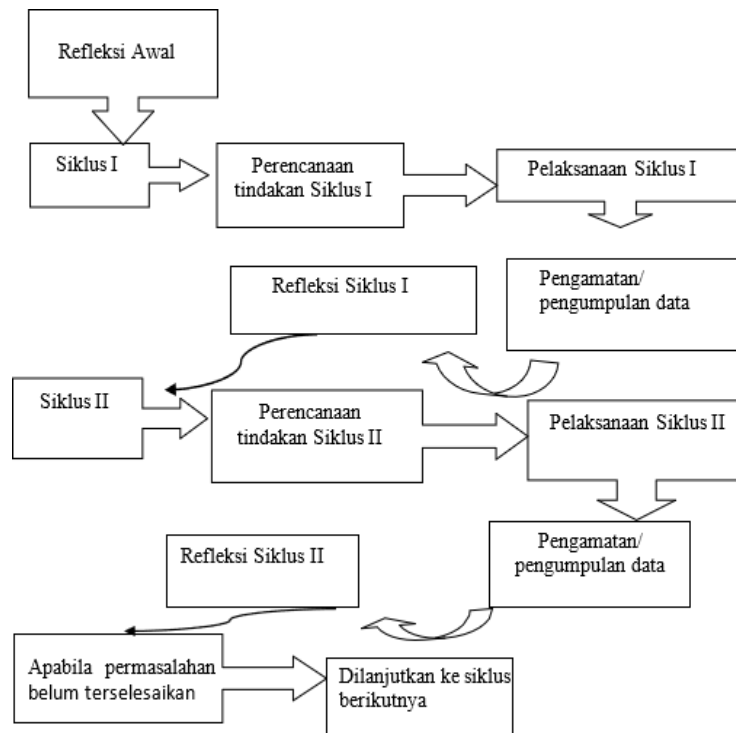 Refleksi Awal
Siklus I
Perencanaan
tindakan Siklus I
Pelaksanaan Siklus I
Pengamatan/
pengumpulan data
Refleksi Siklus I
Siklus II
Perencanaan
tindakan Siklus II
Pelaksanaan Siklus II
Pengamatan/
pengumpulan data
Refleksi Siklus II
Apabila permasalahan
belum terselesaikan
Dilanjutkan ke siklus
berikutnya